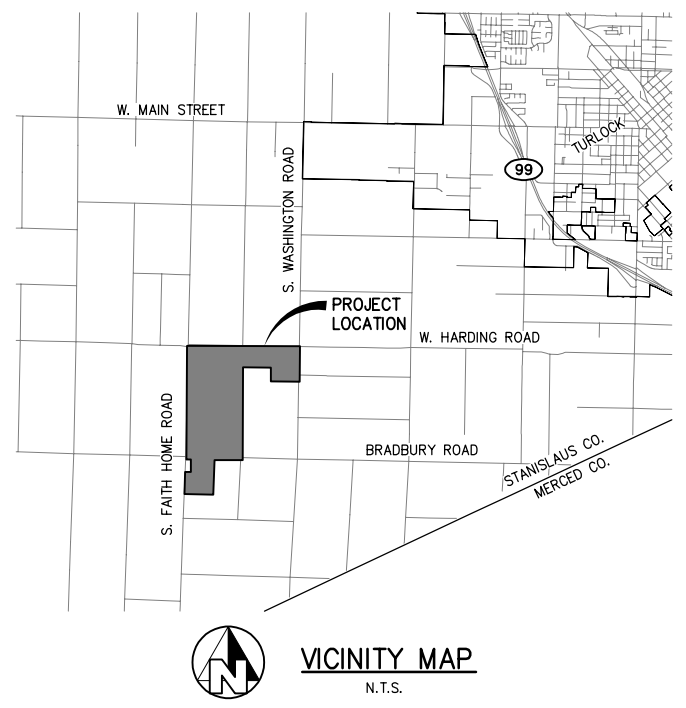 W. MAIN STREET
TURLOCK
99
S. WASHINGTON ROAD
PROJECT
LOCATION
W. HARDING ROAD
S. FAITH HOME ROAD
BRADBURY ROAD
STANISLAUS CO.
MERCED CO.
N
VICINITY MAP
N.T.S.